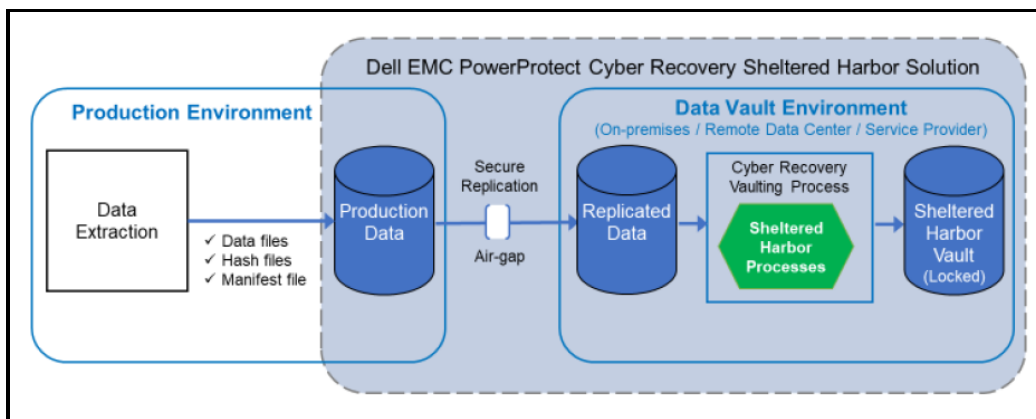 Dell EMC PowerProtect Cyber Recovery Sheltered Harbor Solution
Production Environment
Data
Extraction
✓ Data files
✓ Hash files
✓ Manifest file
Production
Data
Secure
Replication
Air-gap
Data Vault Environment
(On-premises / Remote Data Center / Service Provider)
Replicated
Data
Cyber Recovery
Vaulting Process
Sheltered
Harbor
Processes
Sheltered
Harbor
Vault
(Locked)